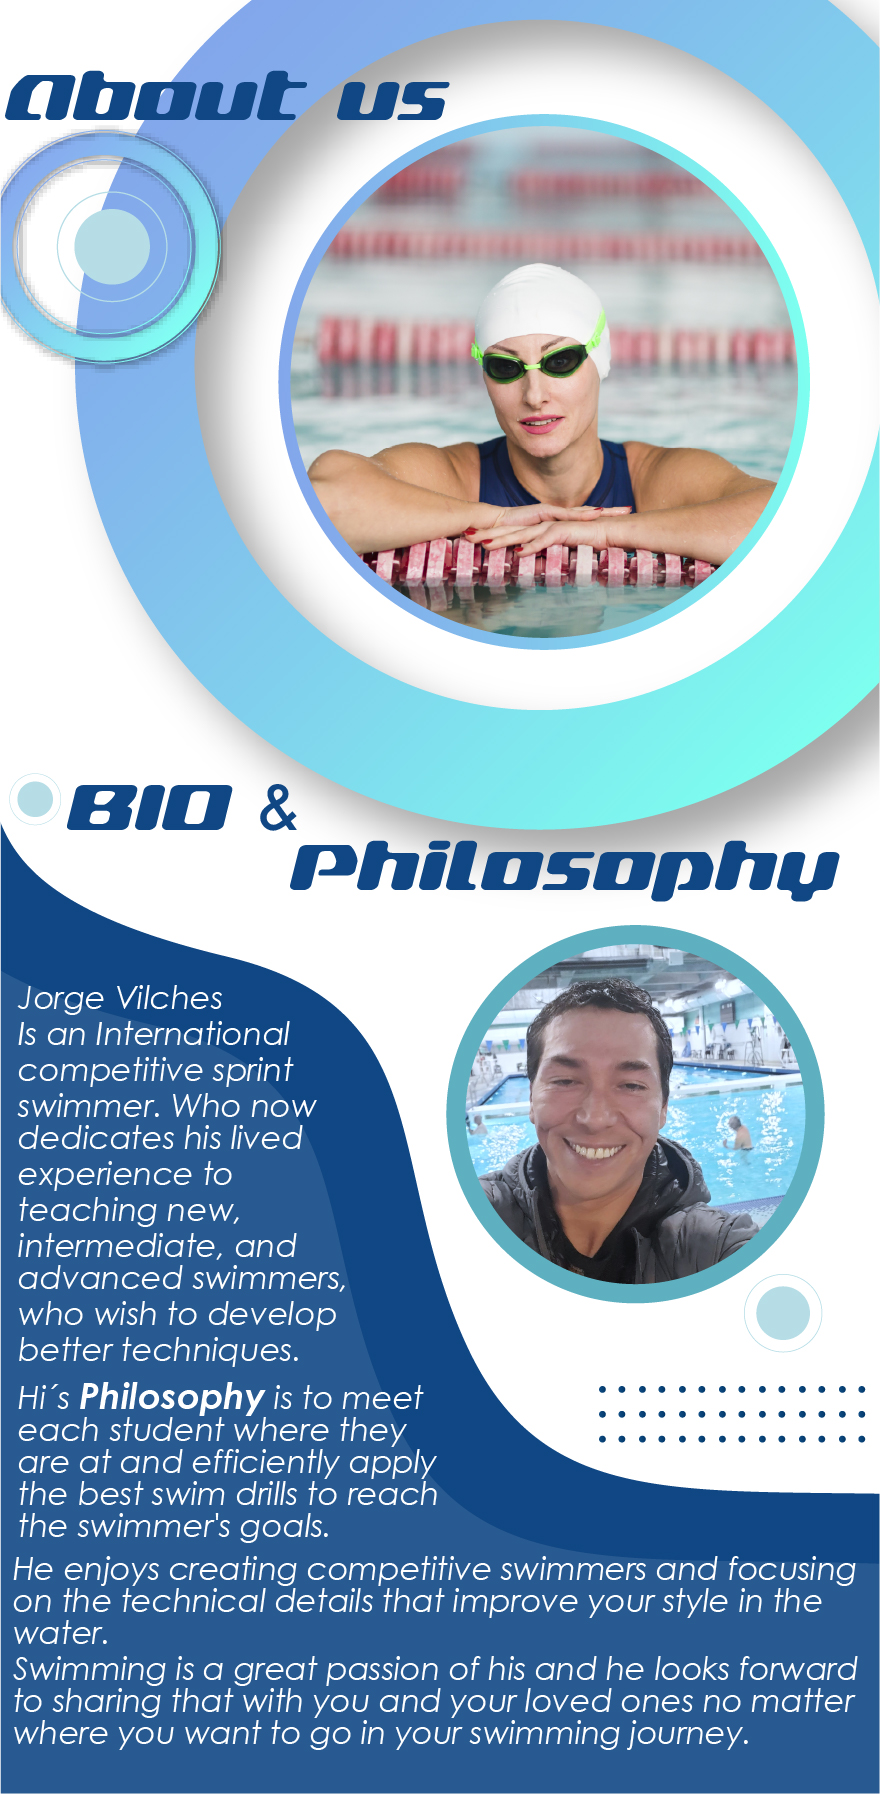 About us
BIO &
Philosophy
Jorge Vilches
Is an International
competitive sprint
swimmer. Who now
dedicates his lived
experience to
teaching new,
intermediate, and
advanced swimmers,
who wish to develop
better techniques.
Hi´s Philosophy is to meet
each student where they
are at and efficiently apply
the best swim drills to reach
the swimmer's goals.
He enjoys creating competitive swimmers and focusing
on the technical details that improve your style in the
water.
Swimming is a great passion of his and he looks forward
to sharing that with you and your loved ones no matter
where you want to go in your swimming journey.